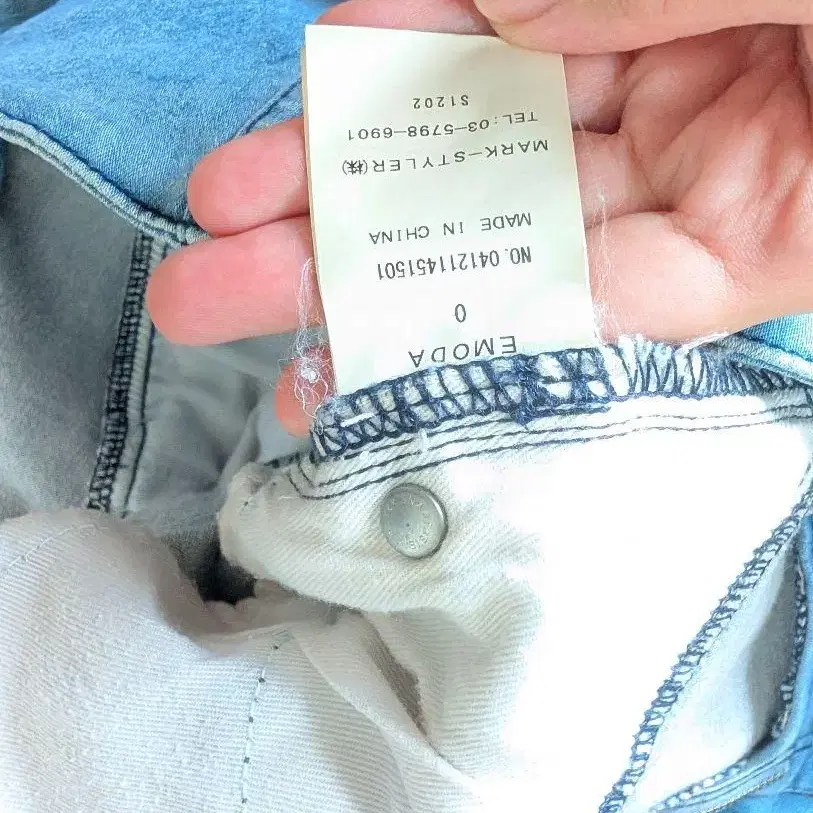 EMODA
0
NO.041211451501
MADE IN CHINA
MARK-STYLER(株)
TEL:03-5798-6901
S1202